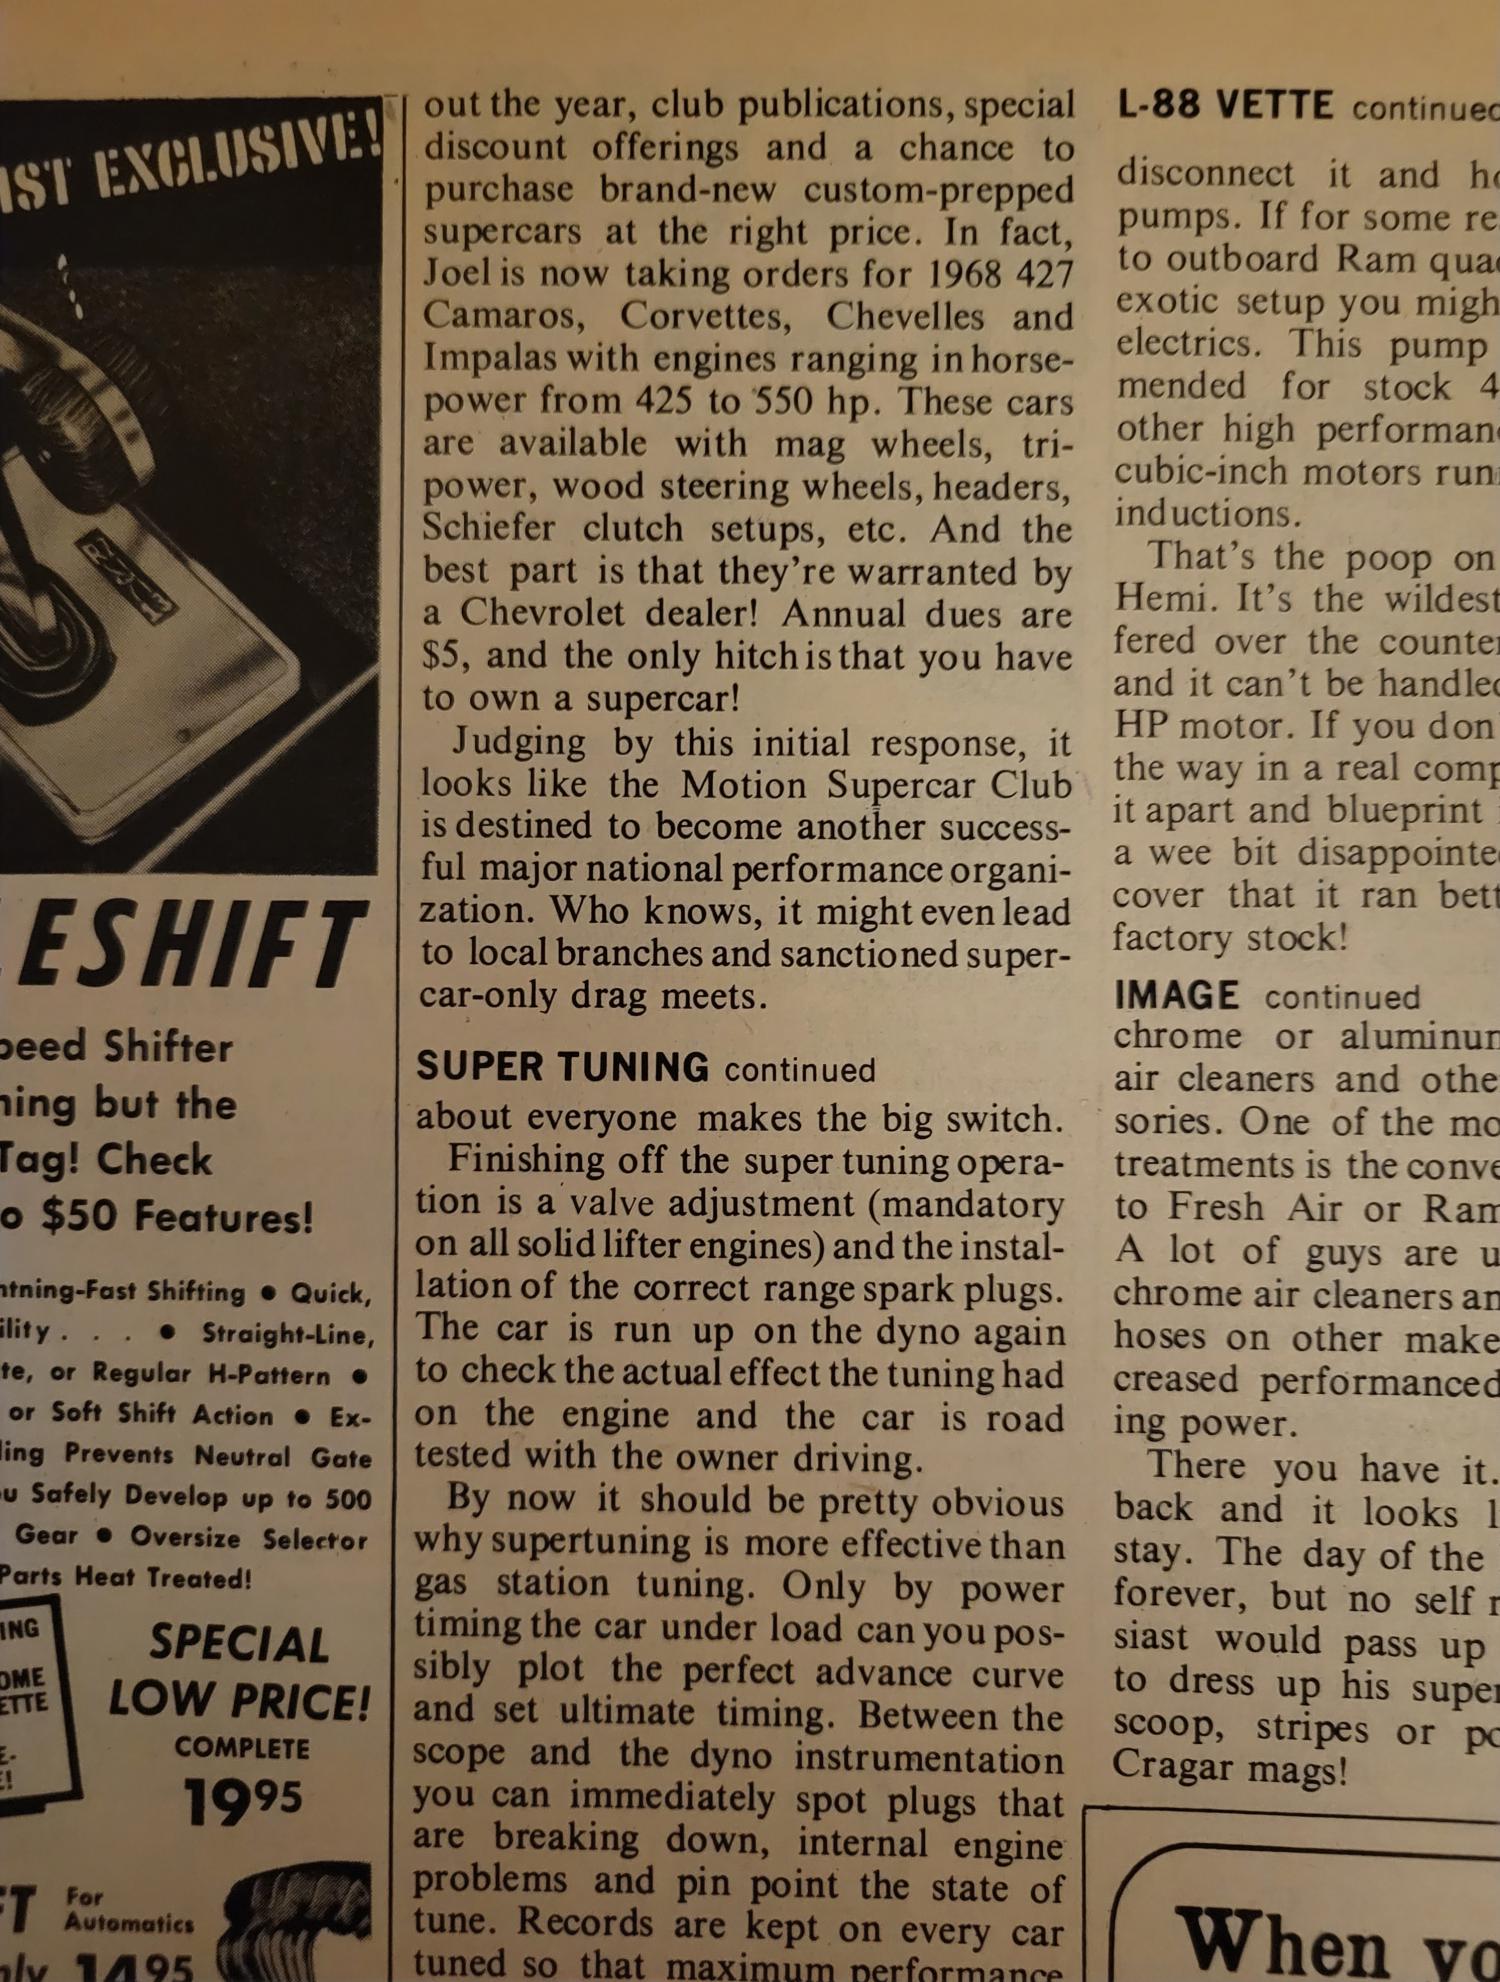 EXCLUSIVE!
ESHIFT
Shifter
but the
Tag! Check
$50 Features!
Shifting ● Quick,
. . . ● Straight-Line,
or Regular H-Pattern ●
or Soft Shift Action ● Ex-
Prevents Neutral Gate
Safely Develop up to 500
Gear ● Oversize Selector
Parts Heat Treated!
SPECIAL
LOW PRICE!
COMPLETE
19 95
For
Automatics
14 95
out the year, club publications, special
discount offerings and a chance to
purchase brand-new custom-prepped
supercars at the right price. In fact,
Joel is now taking orders for 1968 427
Camaros, Corvettes, Chevelles and
Impalas with engines ranging in horse-
power from 425 to 550 hp. These cars
are available with mag wheels, tri-
power, wood steering wheels, headers,
Schiefer clutch setups, etc. And the
best part is that they're warranted by
a Chevrolet dealer! Annual dues are
$5, and the only hitch is that you have
to own a supercar!
Judging by this initial response, it
looks like the Motion Supercar Club
is destined to become another success-
ful major national performance organi-
zation. Who knows, it might even lead
to local branches and sanctioned super-
car-only drag meets.
SUPER TUNING continued
about everyone makes the big switch.
Finishing off the super tuning opera-
tion is a valve adjustment (mandatory
on all solid lifter engines) and the instal-
lation of the correct range spark plugs.
The car is run up on the dyno again
to check the actual effect the tuning had
on the engine and the car is road
tested with the owner driving.
By now it should be pretty obvious
why supertuning is more effective than
gas station tuning. Only by power
timing the car under load can you pos-
sibly plot the perfect advance curve
and set ultimate timing. Between the
scope and the dyno instrumentation
you can immediately spot plugs that
are breaking down, internal engine
problems and pin point the state of
tune. Records are kept on every car
tuned so that maximum performance
L-88 VETTE continued
disconnect it and
pumps. If for some
to outboard Ram
exotic setup you
electrics. This pump
mended for stock
other high
cubic-inch motors
inductions.
That's the poop on
Hemi. It's the wildest
fered over the
and it can't be
HP motor. If you
the way in a real
it apart and blueprint
a wee bit
cover that it ran
factory stock!
IMAGE continued
chrome or
air cleaners and
sories. One of the
treatments is the
to Fresh Air or
A lot of guys are
chrome air cleaners
hoses on other
creased performance
ing power.
There you have it.
back and it looks
stay. The day of the
forever, but no self
siast would pass up
to dress up his
scoop, stripes or
Cragar mags!
When